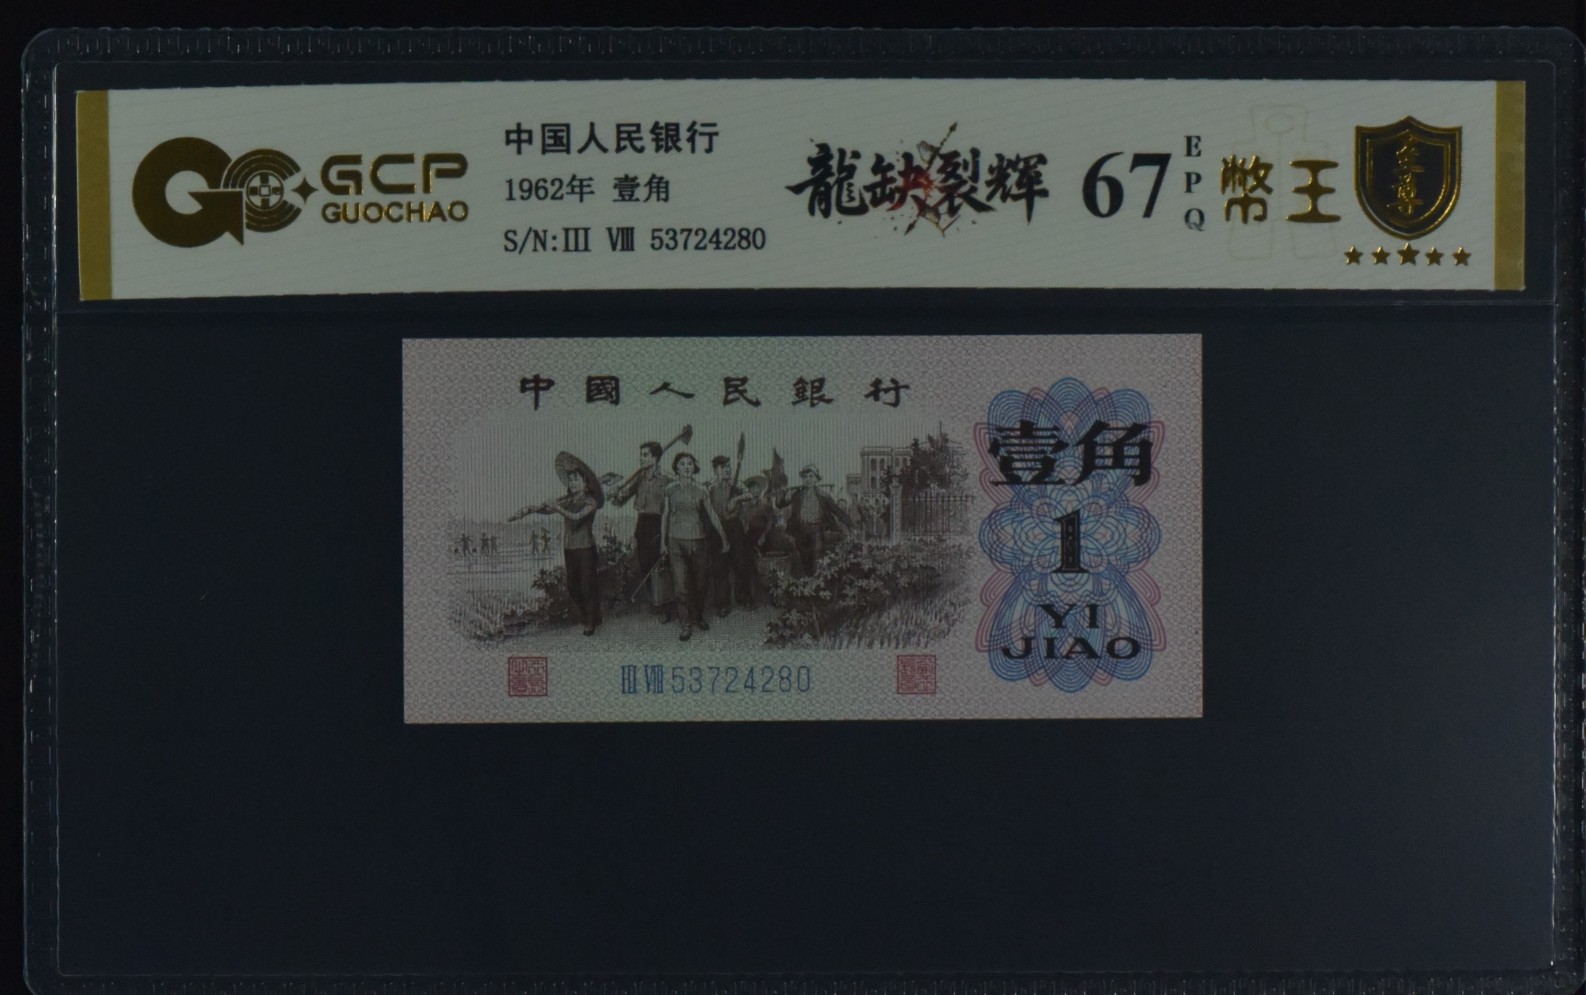 GCP
GUOCHAO
中国人民银行
1962年 壹角
S/N:III VIII 53724280
龍缺裂輝
67
EPQ
幣王
至尊
中國人民銀行
壹角
1
YI
JIAO
III VIII 53724280